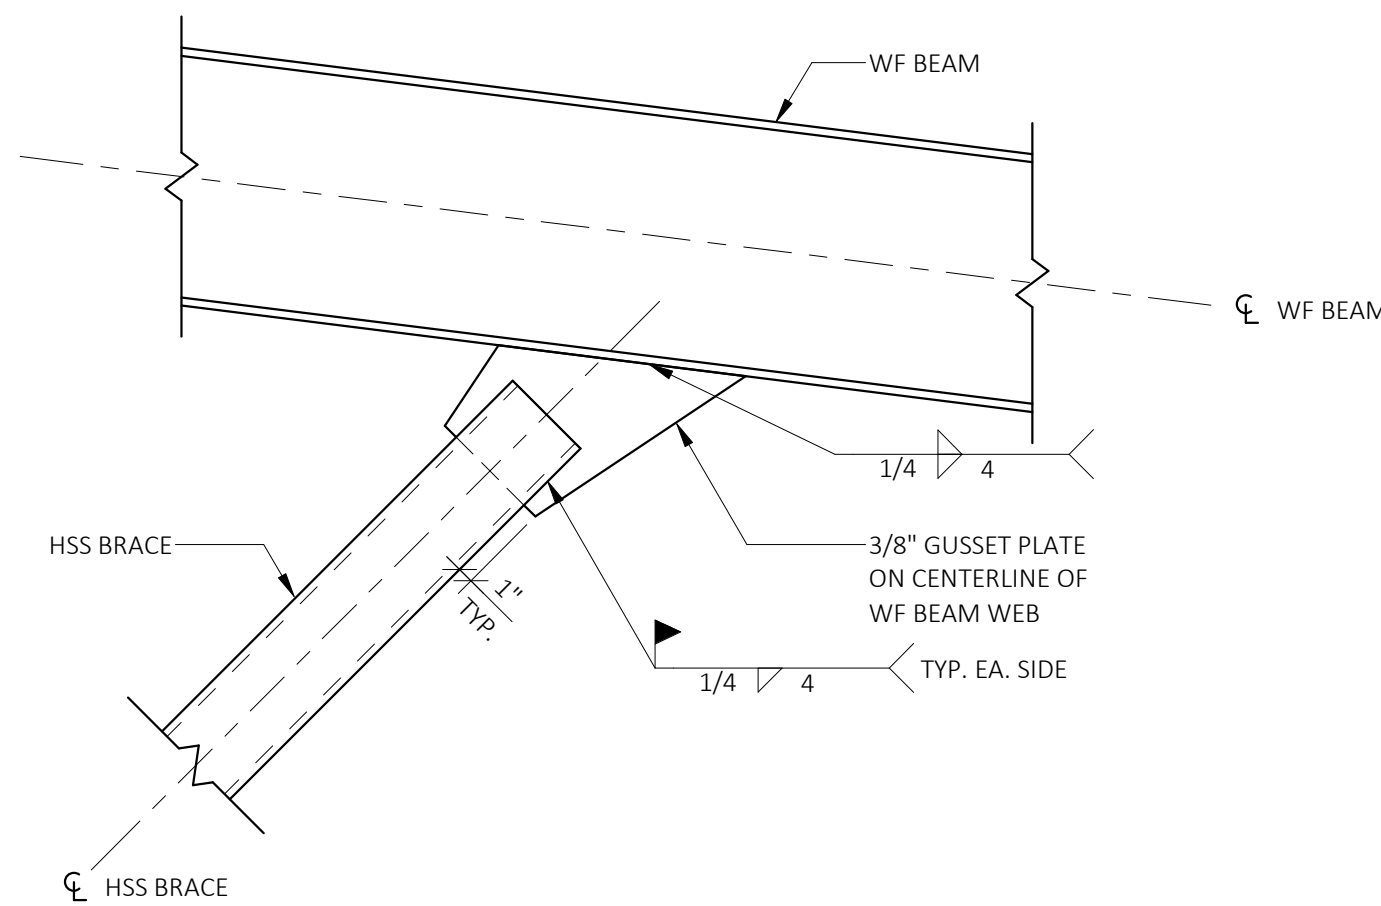 WF BEAM
℄ WF BEAM
1/4 4
HSS BRACE
3/8" GUSSET PLATE
ON CENTERLINE OF
WF BEAM WEB
1"
TYP.
1/4 4 TYP. EA. SIDE
℄ HSS BRACE